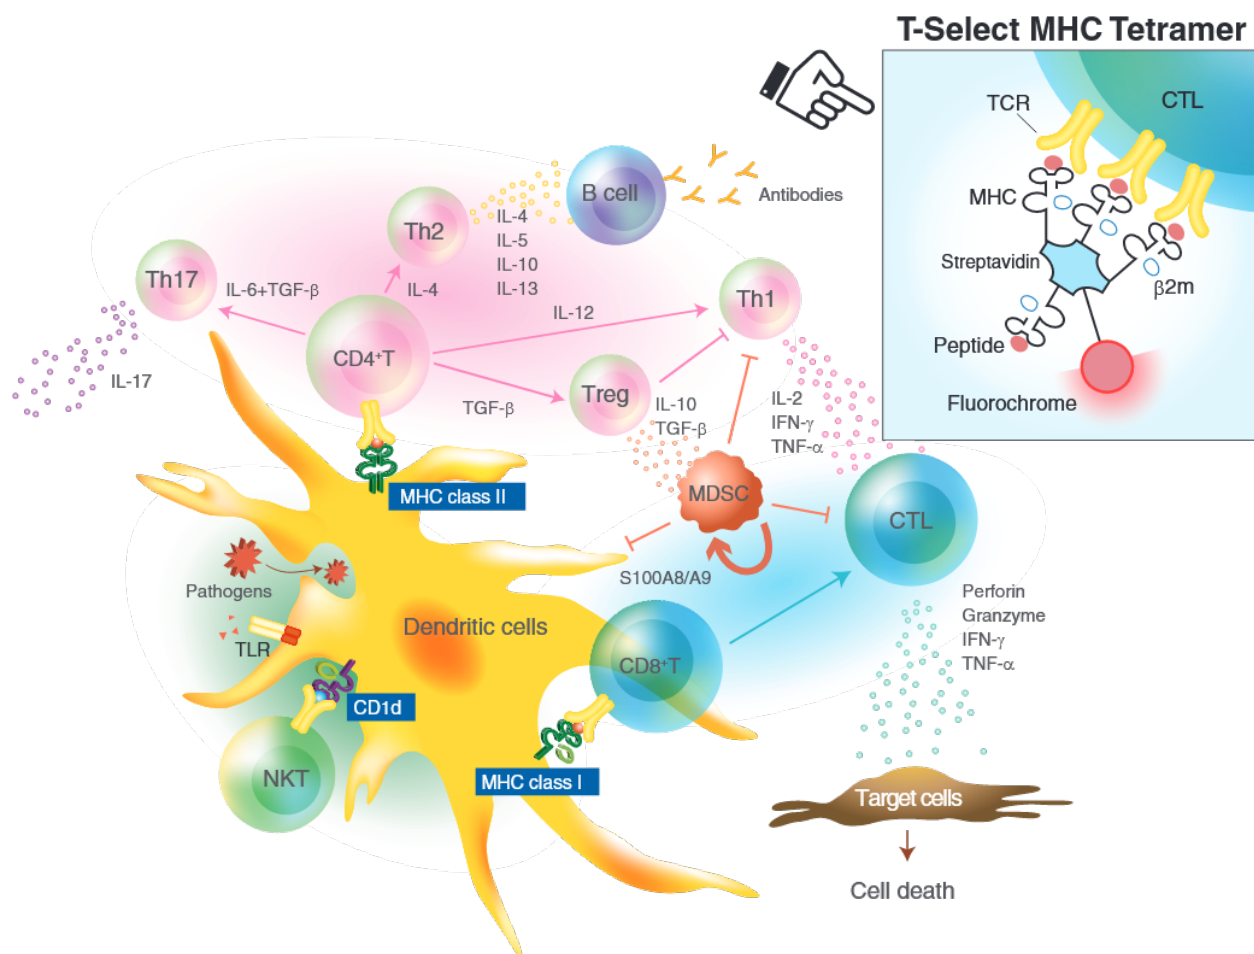 T-Select MHC Tetramer
TCR
CTL
MHC
Streptavidin
β2m
Peptide
Fluorochrome
B cell
Antibodies
Th2
IL-4
IL-5
IL-10
IL-13
Th17
IL-6+TGF-β
IL-4
Th1
IL-12
CD4+T
IL-17
TGF-β
Treg
IL-10
TGF-β
IL-2
IFN-γ
TNF-α
MHC class II
MDSC
CTL
S100A8/A9
Pathogens
TLR
Dendritic cells
CD8+T
Perforin
Granzyme
IFN-γ
TNF-α
CD1d
NKT
MHC class I
Target cells
Cell death